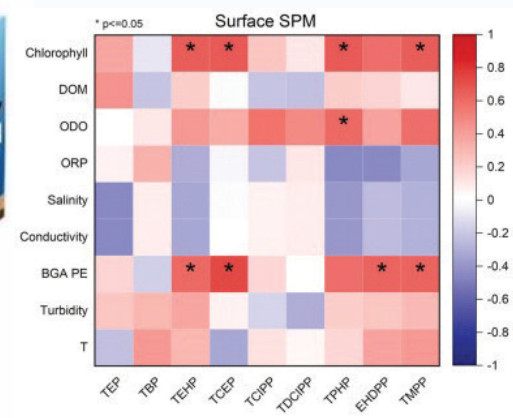 * p<=0.05
Surface SPM
Chlorophyll
* * * *
DOM
ODO
*
ORP
Salinity
Conductivity
BGA PE
* * * *
Turbidity
T
TEP TBP TEHP TCEP TCIPP TDCIPP TPHP EHDPP TMPP
1
0.8
0.6
0.4
0.2
0
-0.2
-0.4
-0.6
-0.8
-1